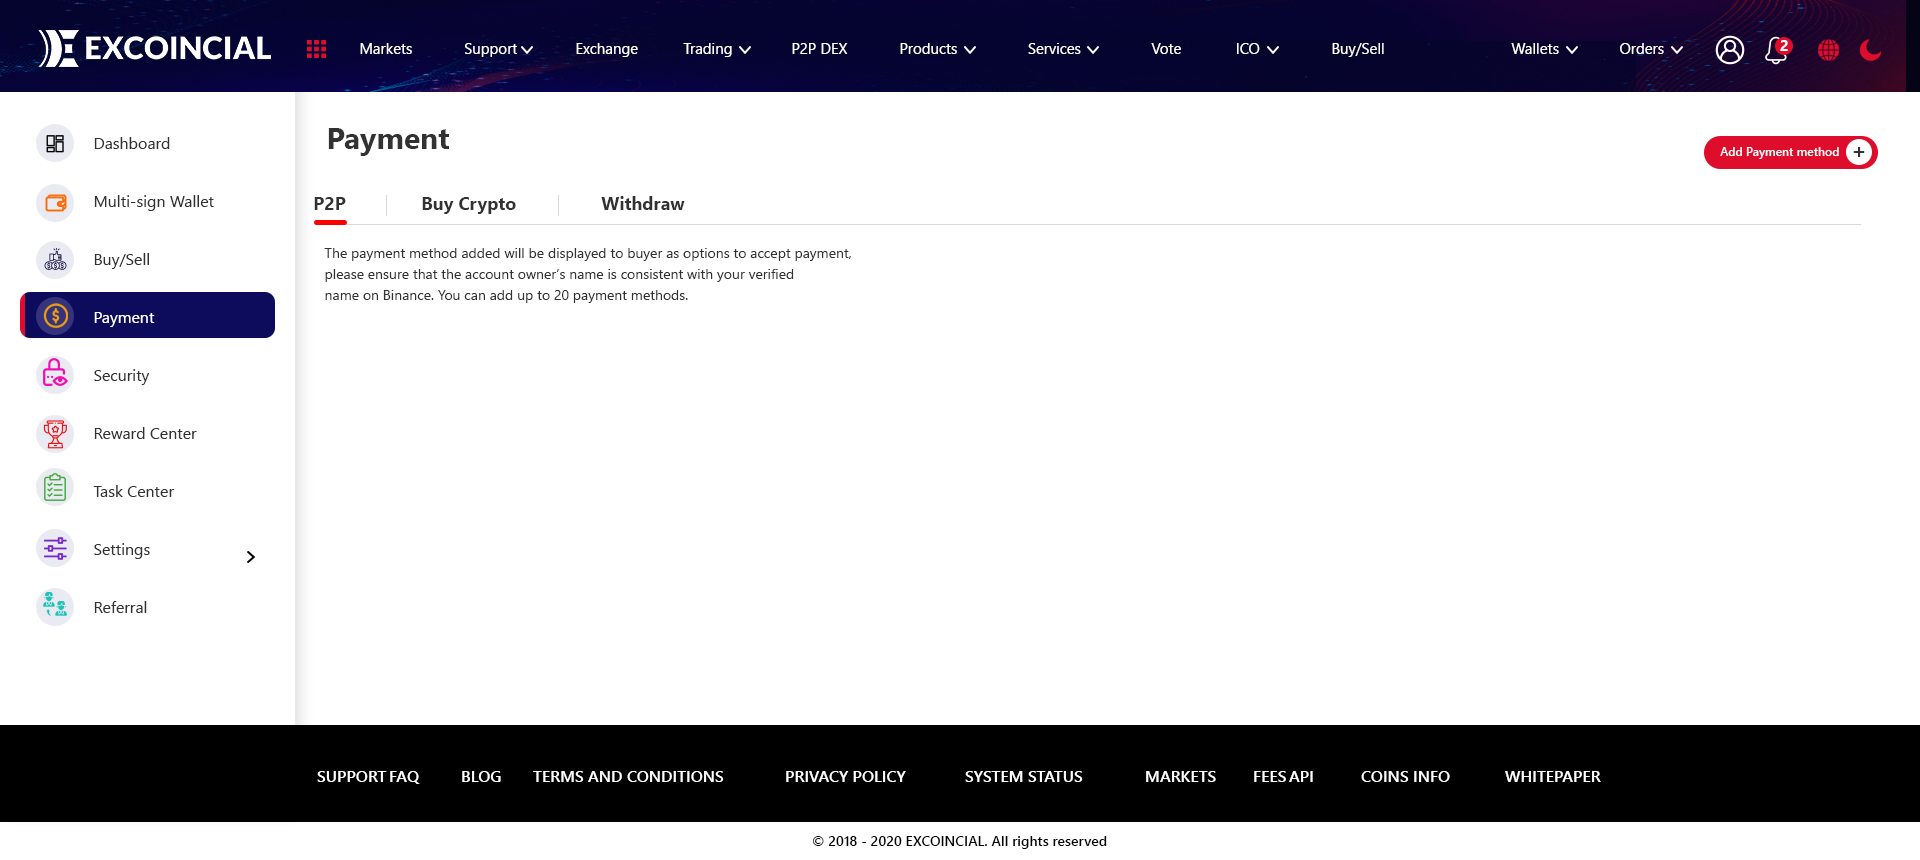 EXCOINCIAL
Markets
Support
Exchange
Trading
P2P DEX
Products
Services
Vote
ICO
Buy/Sell
Wallets
Orders
2
Dashboard
Multi-sign Wallet
Buy/Sell
Payment
Security
Reward Center
Task Center
Settings
Referral
Payment
Add Payment method
P2P
Buy Crypto
Withdraw
The payment method added will be displayed to buyer as options to accept payment,
please ensure that the account owner’s name is consistent with your verified
name on Binance. You can add up to 20 payment methods.
SUPPORT FAQ
BLOG
TERMS AND CONDITIONS
PRIVACY POLICY
SYSTEM STATUS
MARKETS
FEES API
COINS INFO
WHITEPAPER
© 2018 - 2020 EXCOINCIAL. All rights reserved